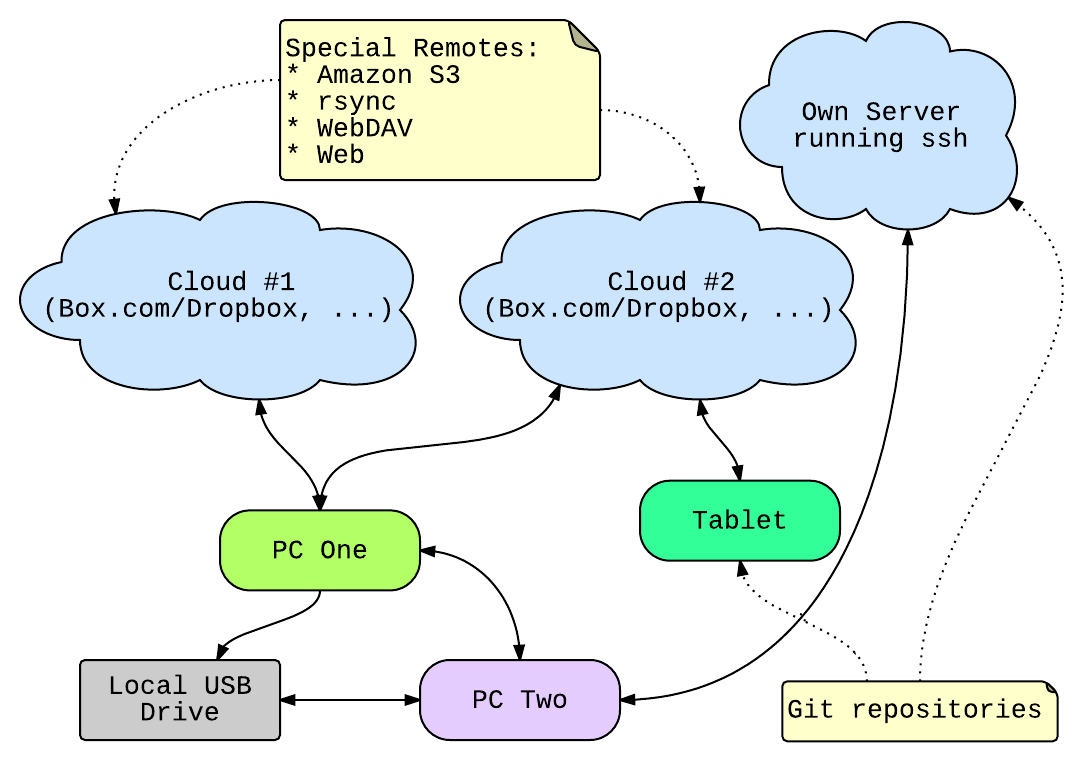 Special Remotes:
* Amazon S3
* rsync
* WebDAV
* Web
Own Server
running ssh
Cloud #1
(Box.com/Dropbox, ...)
Cloud #2
(Box.com/Dropbox, ...)
Tablet
PC One
Local USB
Drive
PC Two
Git repositories